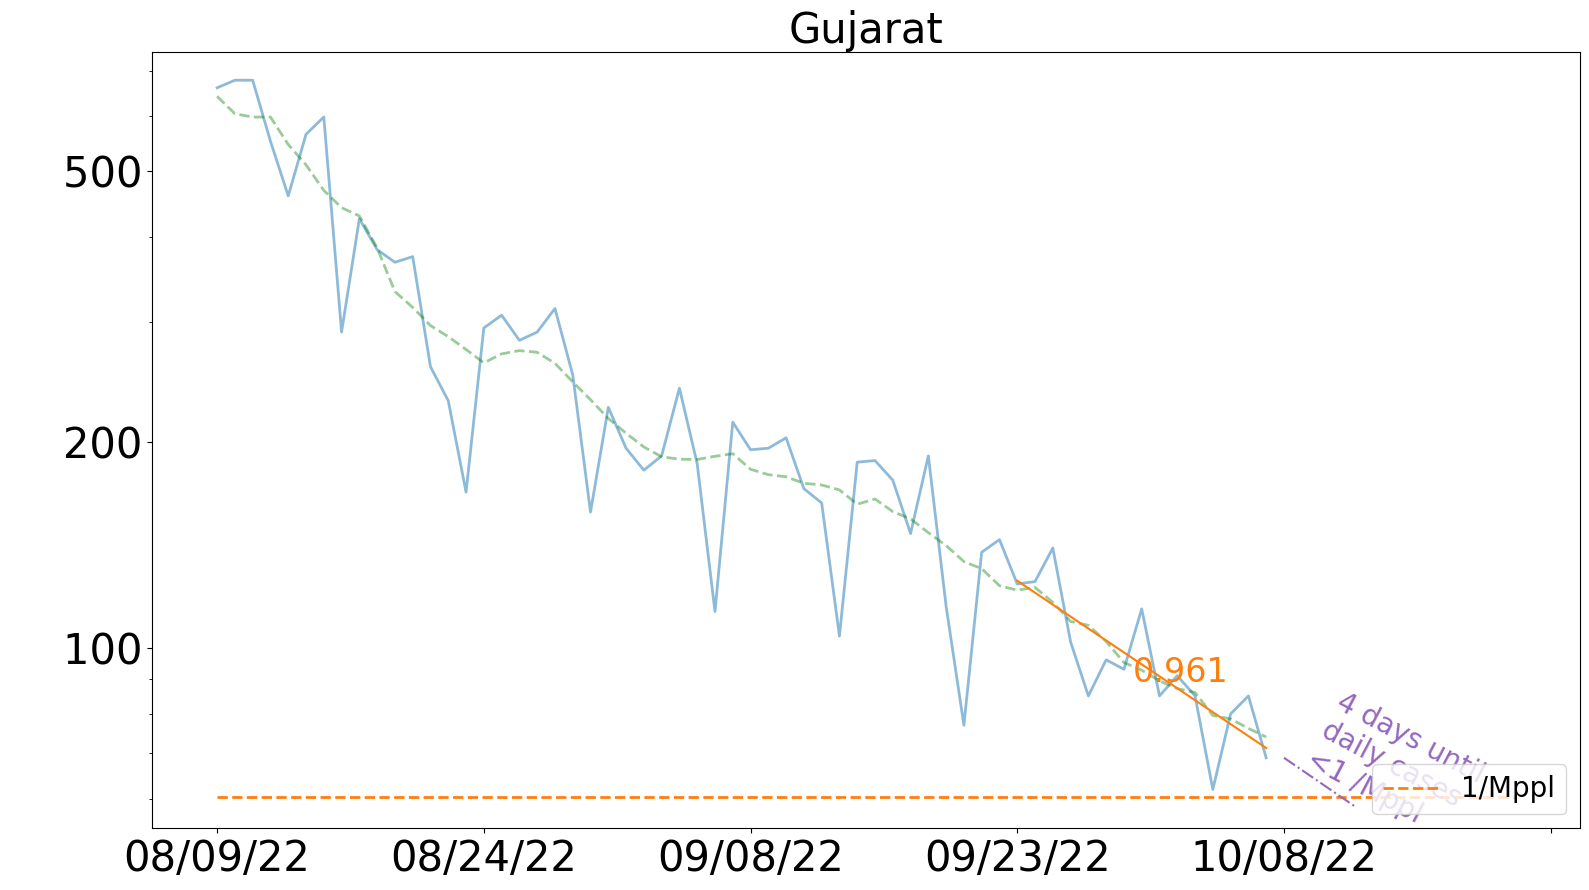 Gujarat
500
200
100
0.961
4 days until
daily cases
<1 /Mppl
1/Mppl
08/09/22 08/24/22 09/08/22 09/23/22 10/08/22